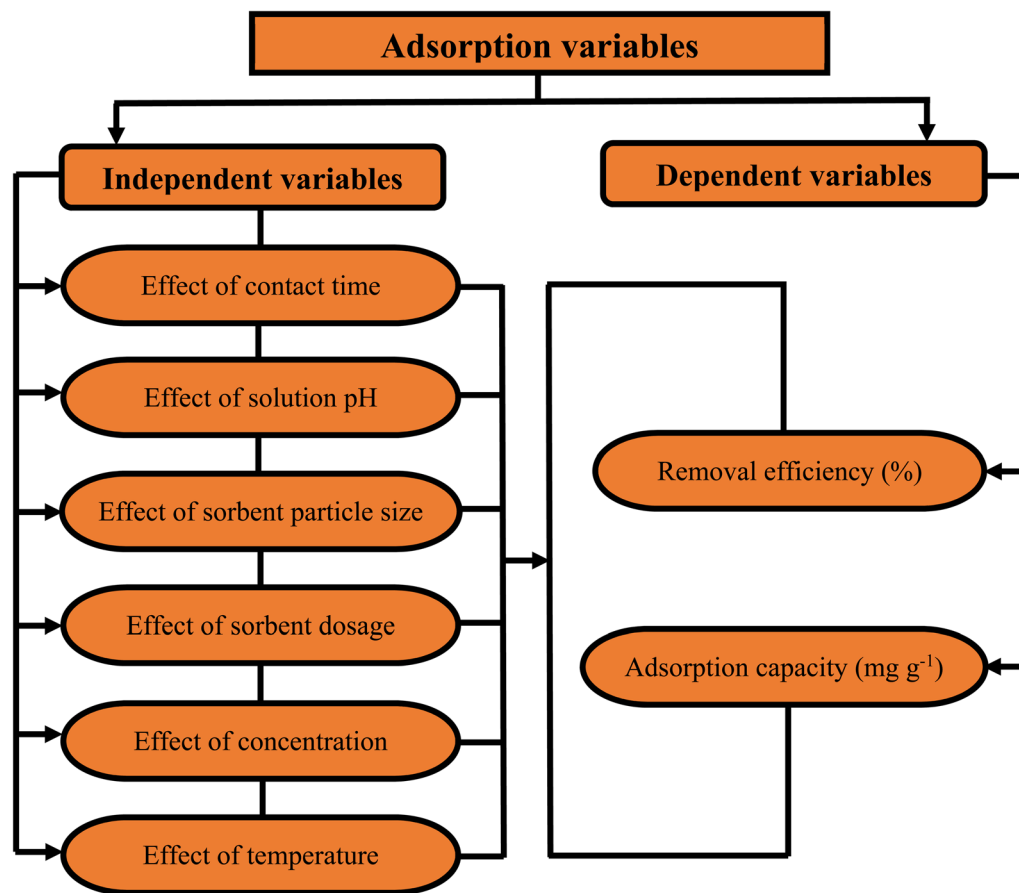 Adsorption variables
Independent variables
Dependent variables
Effect of contact time
Effect of solution pH
Effect of sorbent particle size
Effect of sorbent dosage
Effect of concentration
Effect of temperature
Removal efficiency (%)
Adsorption capacity (mg g⁻¹)